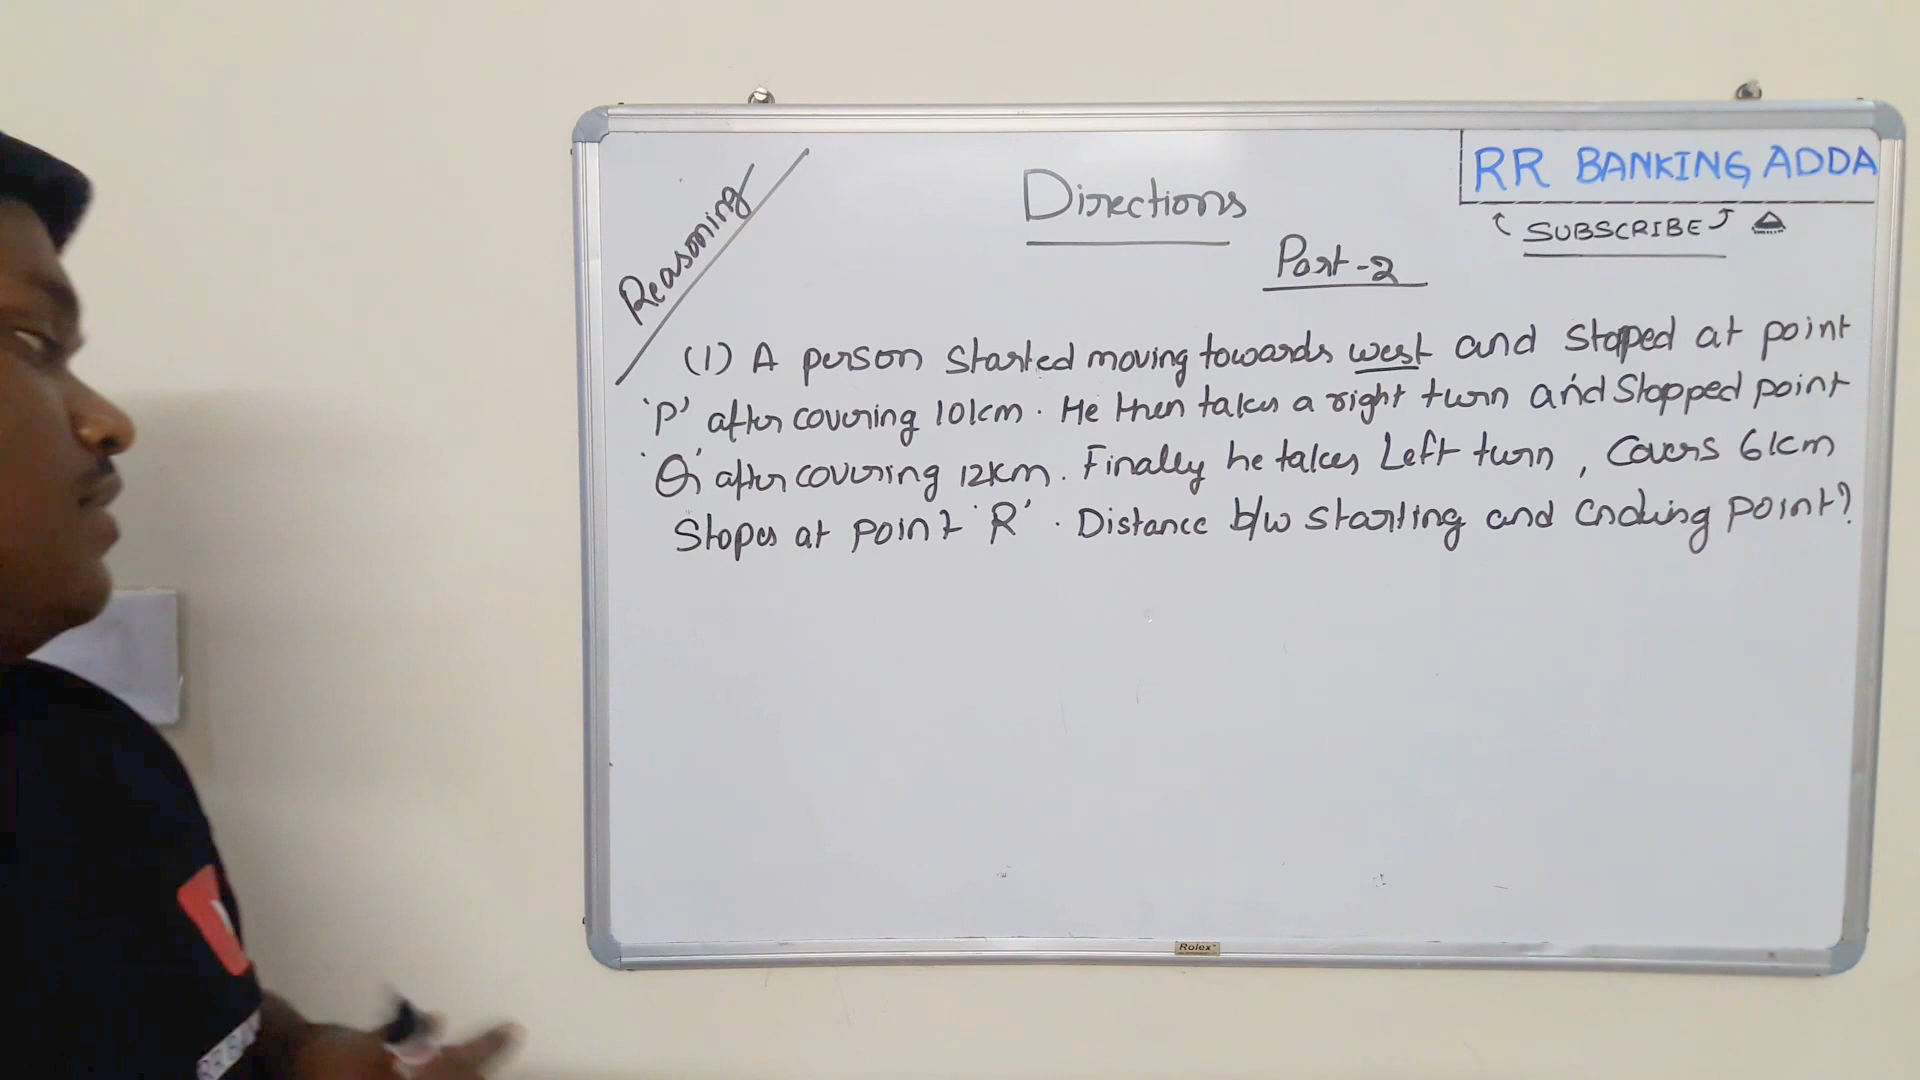 RR BANKING ADDA
SUBSCRIBE
Reasoning
Directions
Part-2
(1) A person started moving towards west and stoped at point
'P' after covering 10km. He then takes a right turn and stopped point
'Q' after covering 12km. Finally he takes Left turn, Covers 6km
Stopes at point 'R'. Distance b/w starting and Ending point?
Rolex